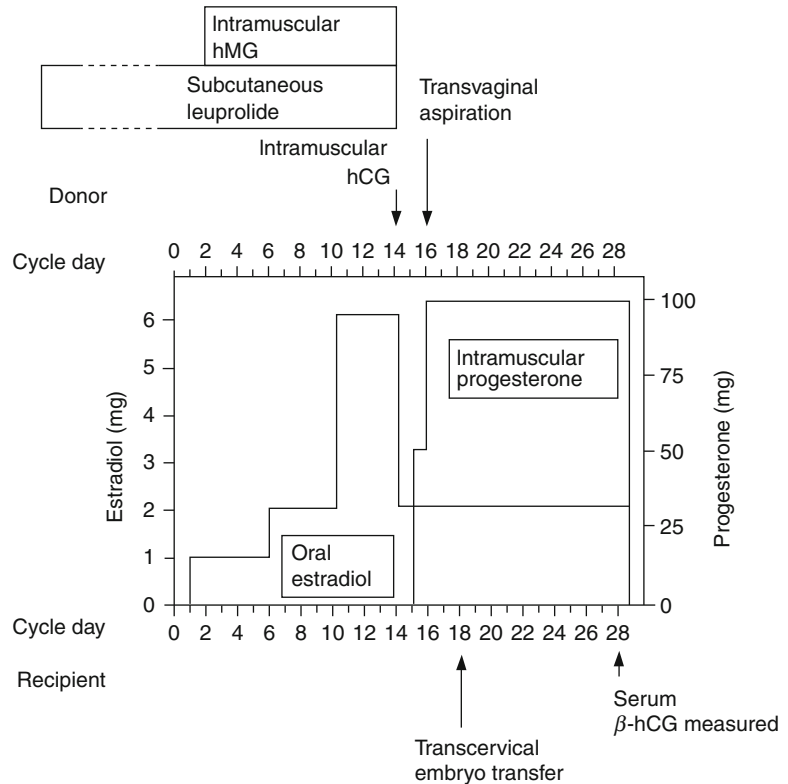 Intramuscular
hMG
Subcutaneous
leuprolide
Transvaginal
aspiration
Intramuscular
hCG
Donor
Cycle day
0 2 4 6 8 10 12 14 16 18 20 22 24 26 28
6
5
4
3
2
1
0
Estradiol (mg)
Oral
estradiol
Intramuscular
progesterone
100
75
50
25
0
Progesterone (mg)
Cycle day
0 2 4 6 8 10 12 14 16 18 20 22 24 26 28
Recipient
Transcervical
embryo transfer
Serum
β-hCG measured